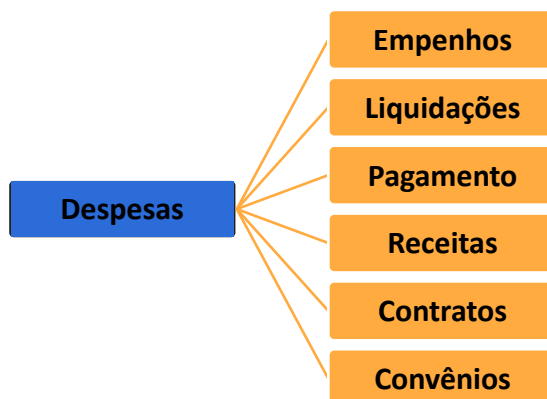 Empenhos
Liquidações
Pagamento
Despesas
Receitas
Contratos
Convênios